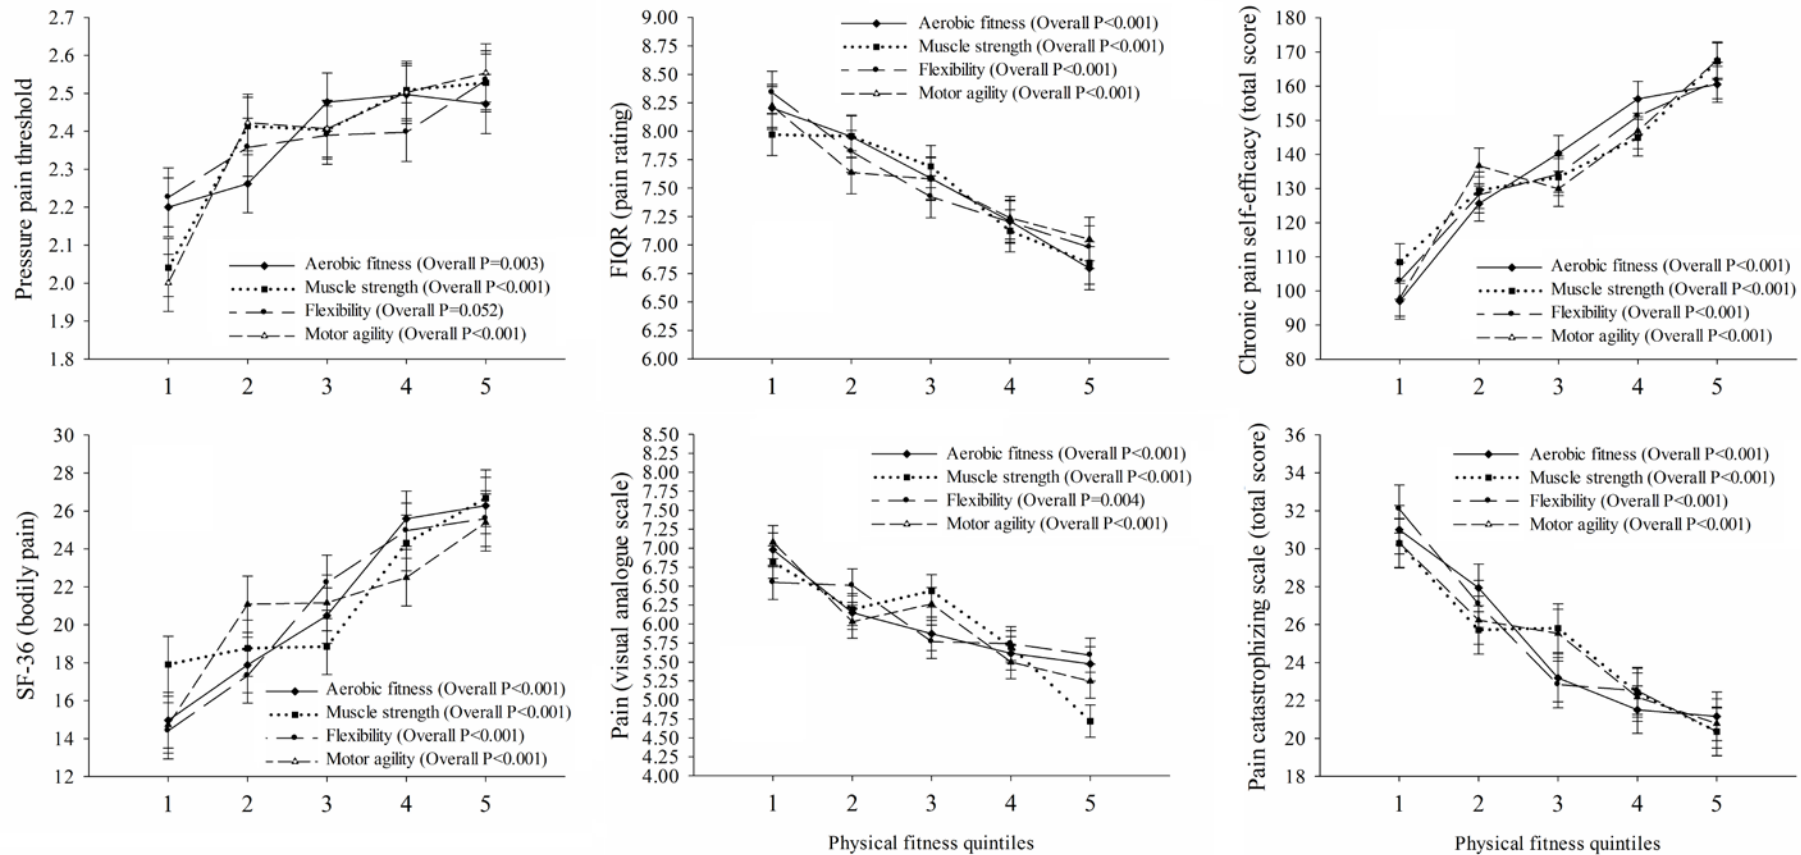 Pressure pain threshold
2.7
2.6
2.5
2.4
2.3
2.2
2.1
2.0
1.9
1.8
Aerobic fitness (Overall P=0.003)
Muscle strength (Overall P<0.001)
Flexibility (Overall P=0.052)
Motor agility (Overall P<0.001)
1 2 3 4 5
FIQR (pain rating)
9.00
8.75
8.50
8.25
8.00
7.75
7.50
7.25
7.00
6.75
6.50
6.25
6.00
Aerobic fitness (Overall P<0.001)
Muscle strength (Overall P<0.001)
Flexibility (Overall P<0.001)
Motor agility (Overall P<0.001)
1 2 3 4 5
Chronic pain self-efficacy (total score)
180
170
160
150
140
130
120
110
100
90
80
Aerobic fitness (Overall P<0.001)
Muscle strength (Overall P<0.001)
Flexibility (Overall P<0.001)
Motor agility (Overall P<0.001)
1 2 3 4 5
SF-36 (bodily pain)
30
28
26
24
22
20
18
16
14
12
Aerobic fitness (Overall P<0.001)
Muscle strength (Overall P<0.001)
Flexibility (Overall P<0.001)
Motor agility (Overall P<0.001)
1 2 3 4 5
Pain (visual analogue scale)
8.50
8.25
8.00
7.75
7.50
7.25
7.00
6.75
6.50
6.25
6.00
5.75
5.50
5.25
5.00
4.75
4.50
4.25
4.00
Aerobic fitness (Overall P<0.001)
Muscle strength (Overall P<0.001)
Flexibility (Overall P=0.004)
Motor agility (Overall P<0.001)
1 2 3 4 5
Physical fitness quintiles
Pain catastrophizing scale (total score)
36
34
32
30
28
26
24
22
20
18
Aerobic fitness (Overall P<0.001)
Muscle strength (Overall P<0.001)
Flexibility (Overall P<0.001)
Motor agility (Overall P<0.001)
1 2 3 4 5
Physical fitness quintiles